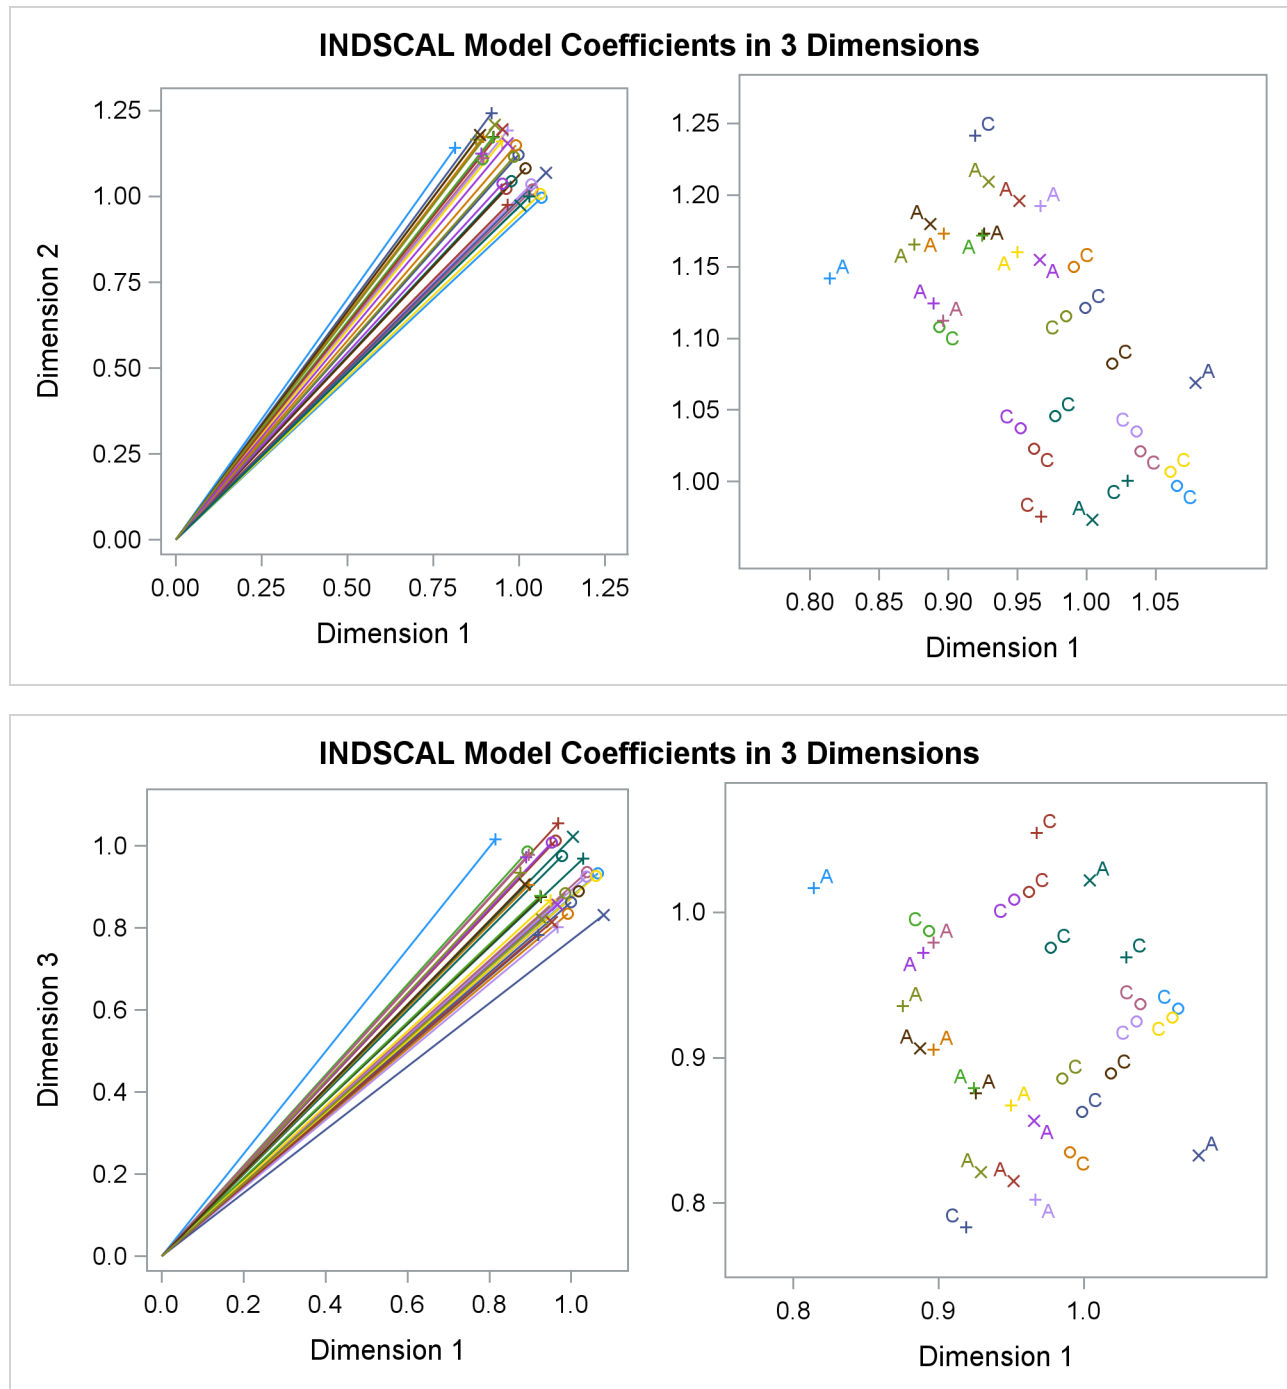 INDSCAL Model Coefficients in 3 Dimensions
1.25
1.00
0.75
0.50
0.25
0.00
Dimension 2
0.00 0.25 0.50 0.75 1.00 1.25
Dimension 1
1.25
1.20
1.15
1.10
1.05
1.00
C
A
A A
A
A
A A A
A A C
A
A C
A C
C
C
A
C C C
C C C
C C
C A
0.80 0.85 0.90 0.95 1.00 1.05
Dimension 1
INDSCAL Model Coefficients in 3 Dimensions
1.0
0.8
0.6
0.4
0.2
0.0
Dimension 3
0.0 0.2 0.4 0.6 0.8 1.0
Dimension 1
1.0
0.9
0.8
C
A C A
C
C A C C
A
A C C
C C
A A C
A A C
A C
A A
A A C
C A
0.8 0.9 1.0
Dimension 1